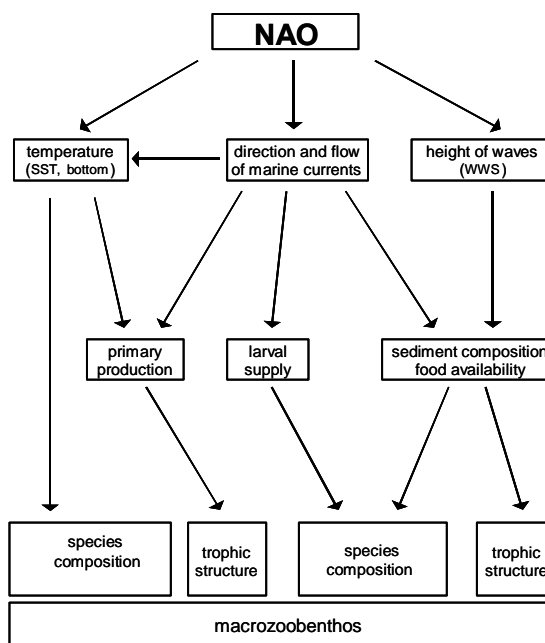 NAO
temperature
(SST, bottom)
direction and flow
of marine currents
height of waves
(WWS)
primary
production
larval
supply
sediment composition
food availability
species
composition
trophic
structure
species
composition
trophic
structure
macrozoobenthos